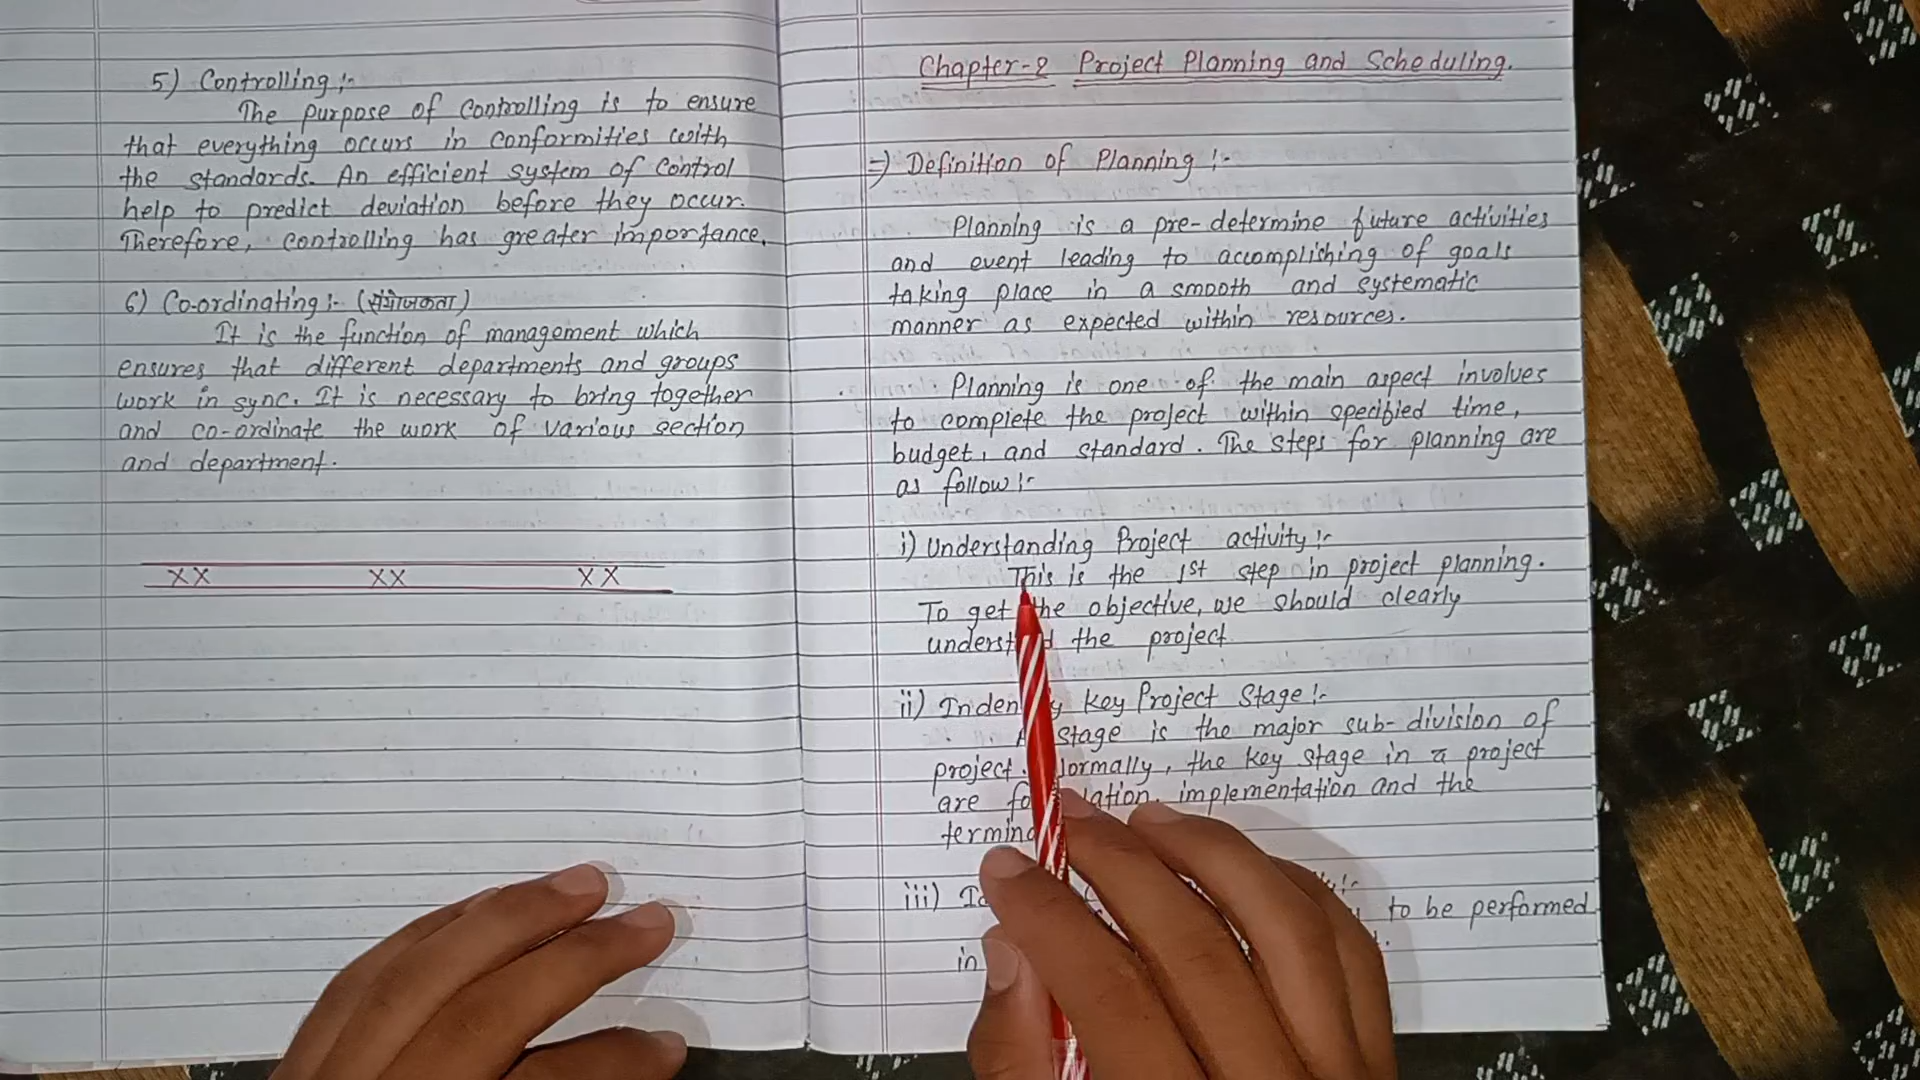 5) Controlling :-
The purpose of controlling is to ensure
that everything occurs in conformities with
the standards. An efficient system of control
help to predict deviation before they occur.
Therefore, controlling has greater importance.
6) Co-ordinating :- (संयोजकता)
It is the function of management which
ensures that different departments and groups
work in sync. It is necessary to bring together
and co-ordinate the work of various section
and department.
XX XX XX
Chapter-2 Project Planning and Scheduling.
=) Definition of Planning :-
Planning is a pre-determine future activities
and event leading to accomplishing of goals
taking place in a smooth and systematic
manner as expected within resources.
Planning is one of the main aspect involves
to complete the project within specified time,
budget, and standard. The steps for planning are
as follow :-
i) Understanding Project activity :-
This is the 1st step in project planning.
To get the objective, we should clearly
the project
ii) Key Project Stage :-
A Stage is the major sub-division of
project. Normally, the key stage in a project
are implementation and the
iii)
to be performed
in